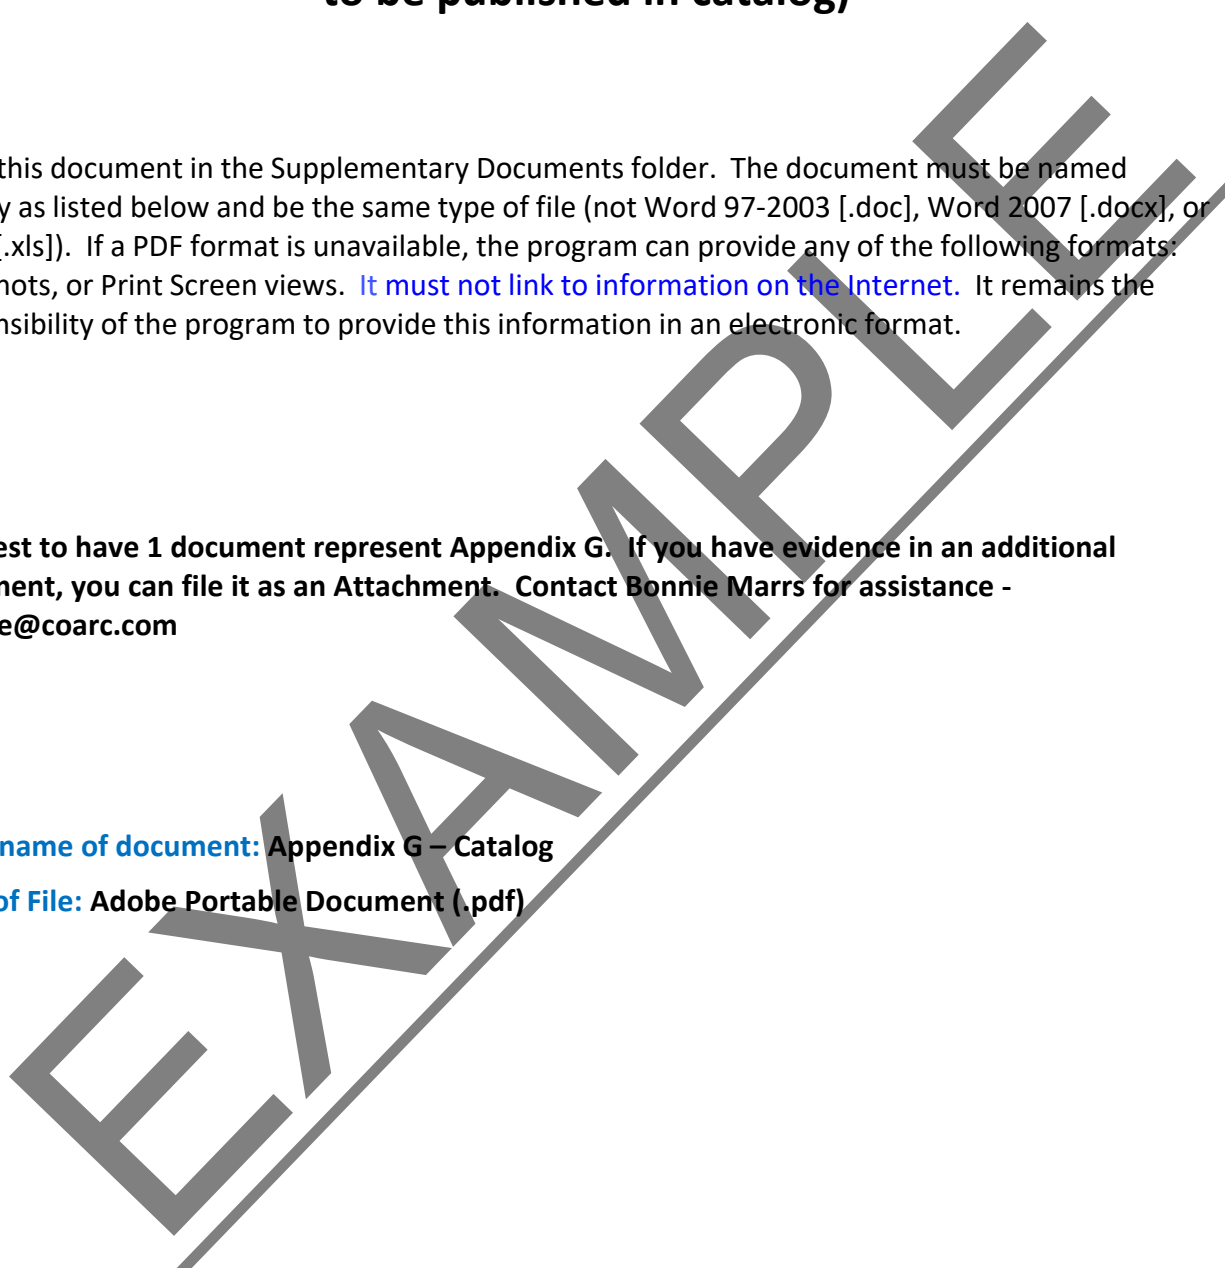 to be published in catalog)
this document in the Supplementary Documents folder. The document must be named
y as listed below and be the same type of file (not Word 97-2003 [.doc], Word 2007 [.docx], or
[.xls]). If a PDF format is unavailable, the program can provide any of the following formats:
nots, or Print Screen views. It must not link to information on the Internet. It remains the
nsibility of the program to provide this information in an electronic format.
est to have 1 document represent Appendix G. If you have evidence in an additional
ment, you can file it as an Attachment. Contact Bonnie Marrs for assistance -
e@coarc.com
name of document: Appendix G – Catalog
of File: Adobe Portable Document (.pdf)
EXAMPLE